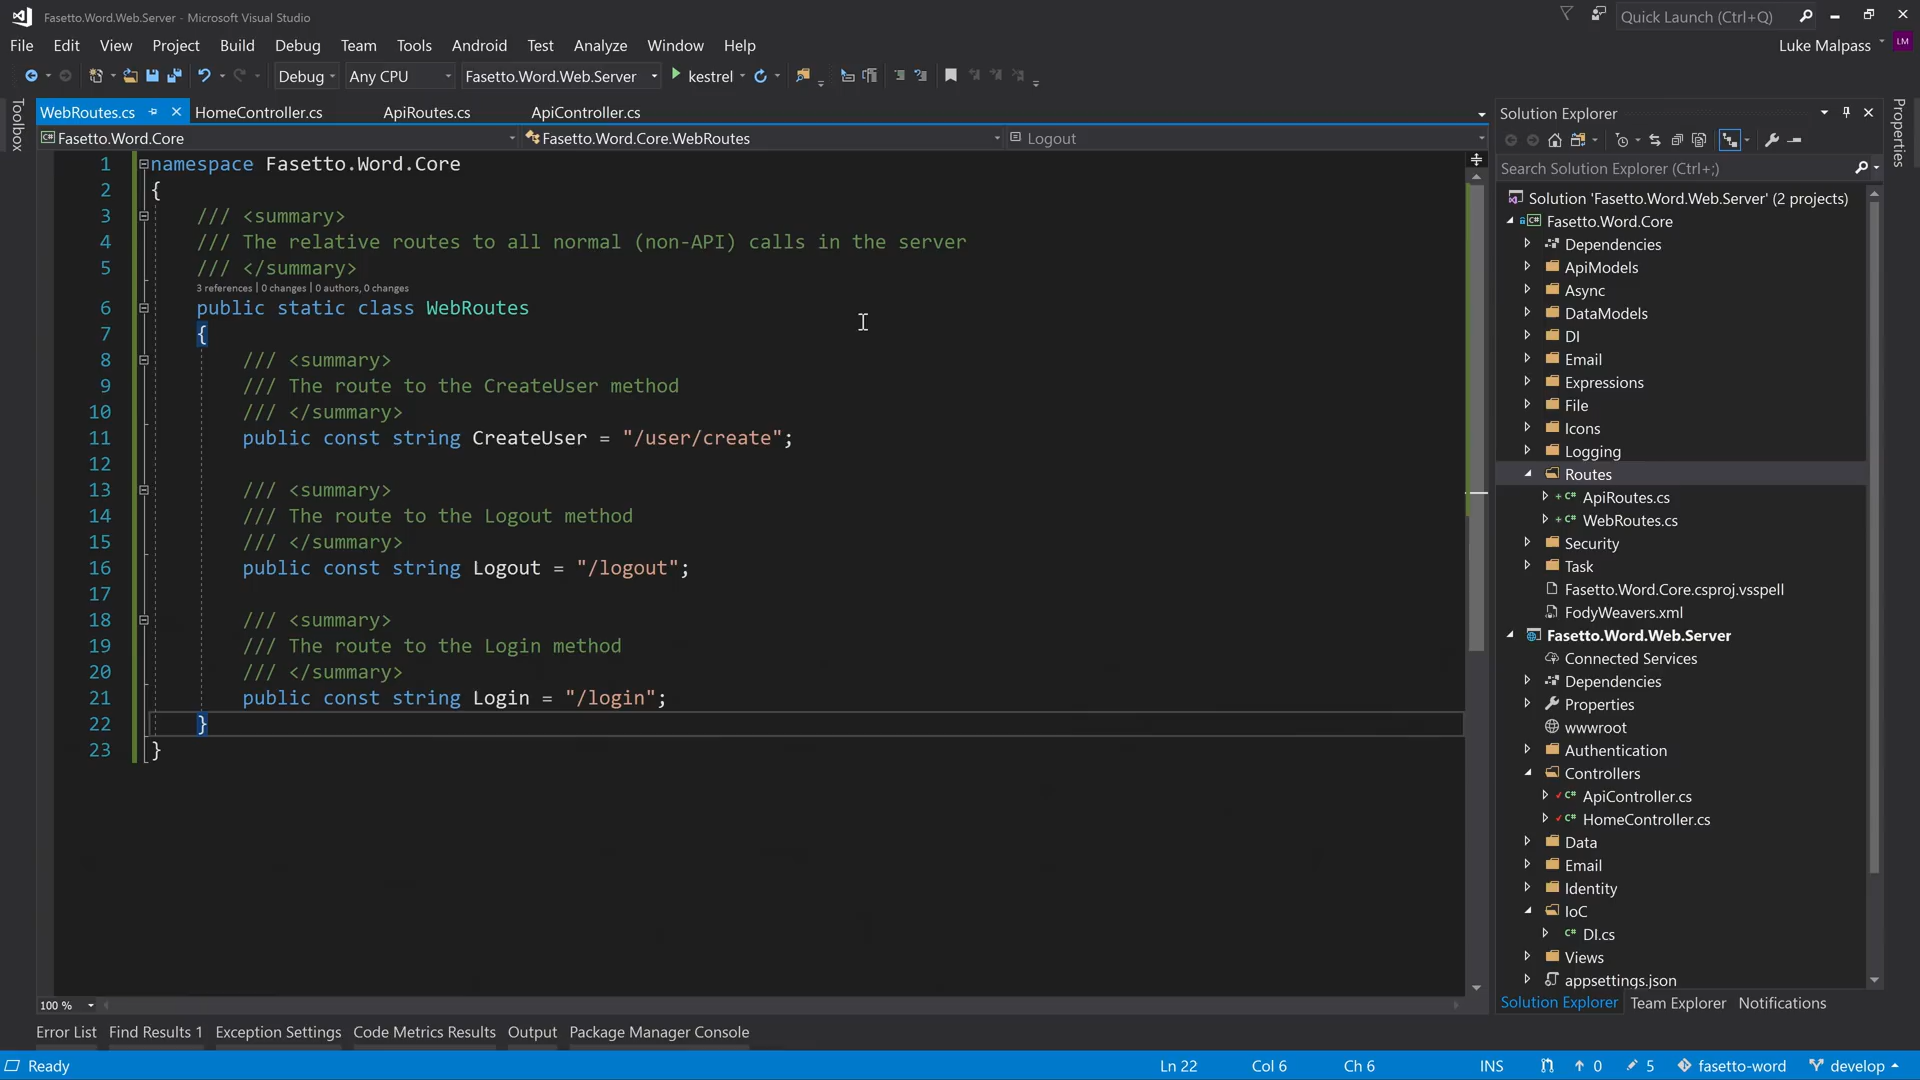 Fasetto.Word.Web.Server - Microsoft Visual Studio
Quick Launch (Ctrl+Q)
File Edit View Project Build Debug Team Tools Android Test Analyze Window Help
Luke Malpass LM
Debug Any CPU Fasetto.Word.Web.Server kestrel
Toolbox
WebRoutes.cs HomeController.cs ApiRoutes.cs ApiController.cs
Fasetto.Word.Core Fasetto.Word.Core.WebRoutes Logout
1 namespace Fasetto.Word.Core
2 {
3 /// <summary>
4 /// The relative routes to all normal (non-API) calls in the server
5 /// </summary>
3 references | 0 changes | 0 authors, 0 changes
6 public static class WebRoutes
7 {
8 /// <summary>
9 /// The route to the CreateUser method
10 /// </summary>
11 public const string CreateUser = "/user/create";
12
13 /// <summary>
14 /// The route to the Logout method
15 /// </summary>
16 public const string Logout = "/logout";
17
18 /// <summary>
19 /// The route to the Login method
20 /// </summary>
21 public const string Login = "/login";
22 }
23 }
100 %
Solution Explorer
Properties
Search Solution Explorer (Ctrl+;)
Solution 'Fasetto.Word.Web.Server' (2 projects)
C# Fasetto.Word.Core
Dependencies
ApiModels
Async
DataModels
DI
Email
Expressions
File
Icons
Logging
Routes
+ C# ApiRoutes.cs
+ C# WebRoutes.cs
Security
Task
Fasetto.Word.Core.csproj.vsspell
FodyWeavers.xml
Fasetto.Word.Web.Server
Connected Services
Dependencies
Properties
wwwroot
Authentication
Controllers
C# ApiController.cs
C# HomeController.cs
Data
Email
Identity
IoC
C# DI.cs
Views
appsettings.json
Solution Explorer Team Explorer Notifications
Error List Find Results 1 Exception Settings Code Metrics Results Output Package Manager Console
Ready Ln 22 Col 6 Ch 6 INS 0 5 fasetto-word develop